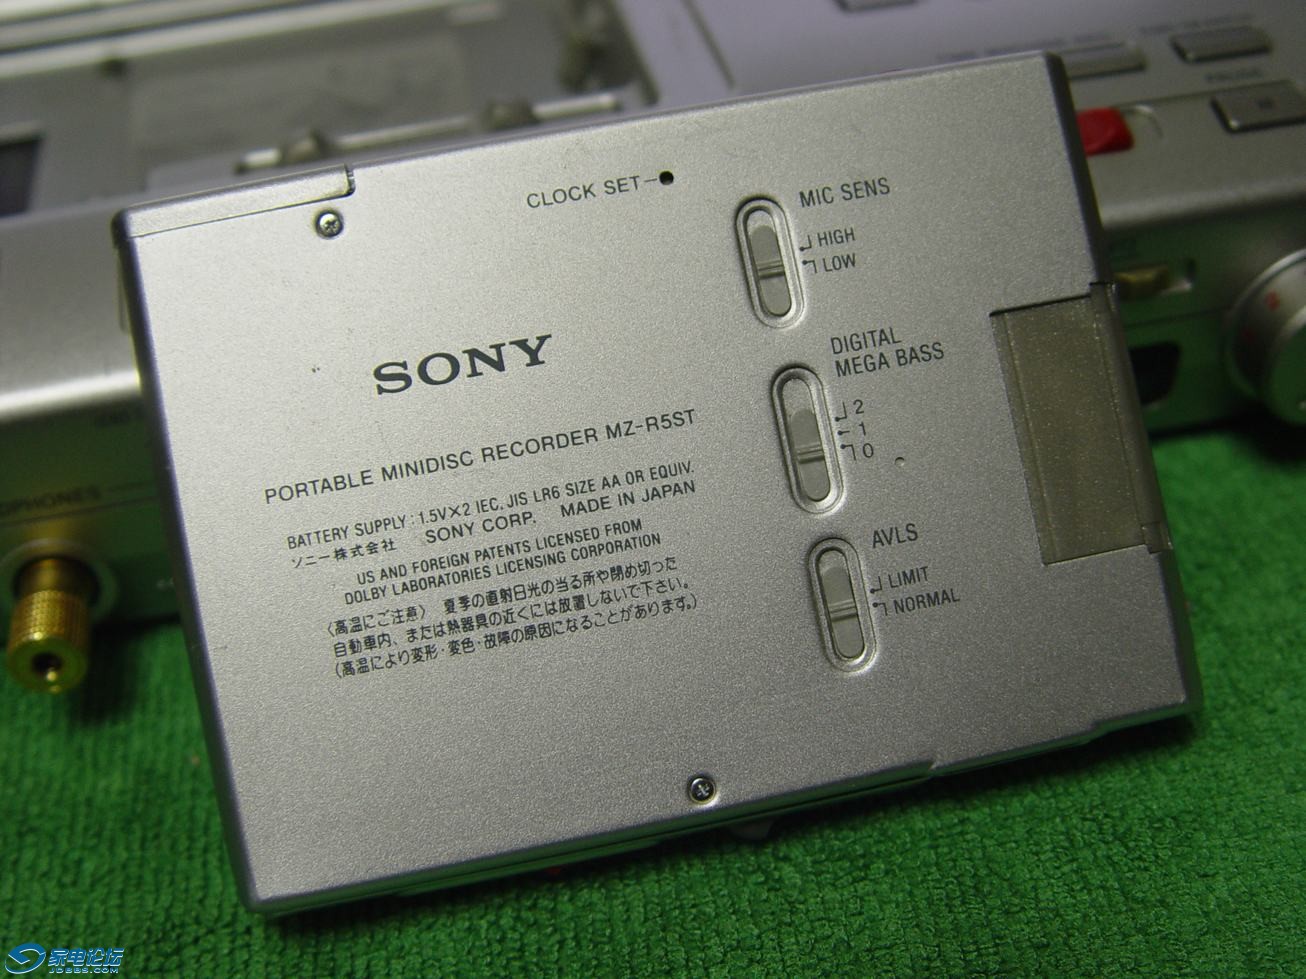 CLOCK SET
MIC SENS
HIGH
LOW
SONY
DIGITAL
MEGA BASS
2
1
0
PORTABLE MINIDISC RECORDER MZ-R5ST
BATTERY SUPPLY : 1.5V×2 IEC, JIS LR6 SIZE AA OR EQUIV.
ソニー株式会社 SONY CORP. MADE IN JAPAN
US AND FOREIGN PATENTS LICENSED FROM
DOLBY LABORATORIES LICENSING CORPORATION
〈高温にご注意〉 夏季の直射日光の当る所や閉め切った
自動車内、または熱器具の近くには放置しないで下さい。
(高温により変形・変色・故障の原因になることがあります。)
AVLS
LIMIT
NORMAL
家电论坛
JDBBS.COM